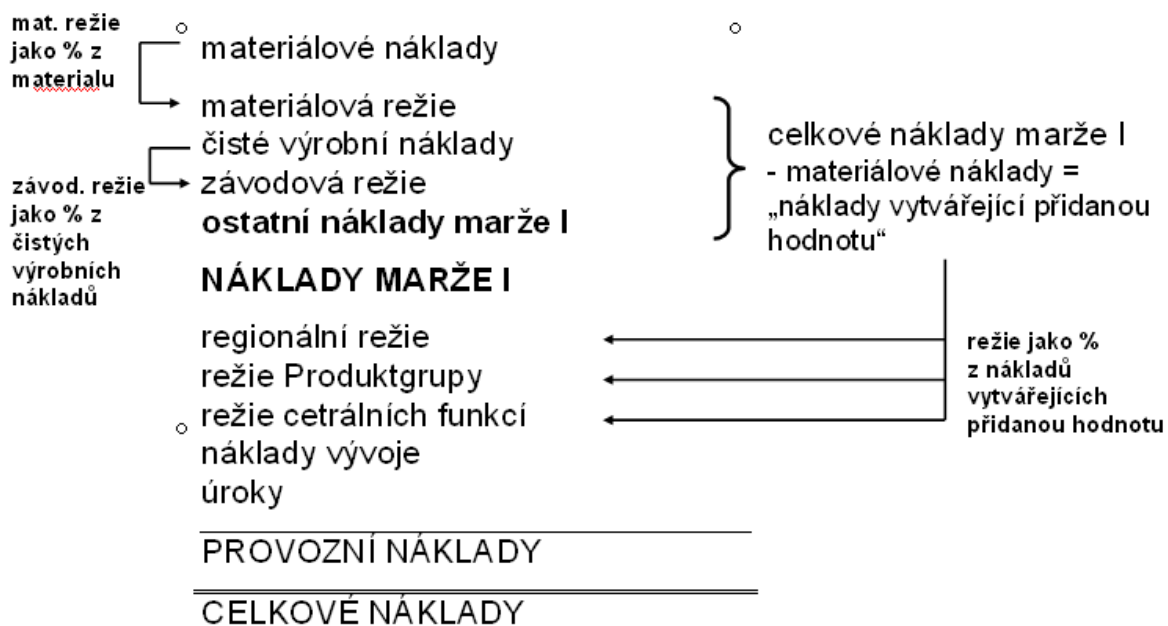 mat. režie
jako % z
materialu
materiálové náklady
materiálová režie
čisté výrobní náklady
závodová režie
ostatní náklady marže I
závod. režie
jako % z
čistých
výrobních
nákladů
celkové náklady marže I
- materiálové náklady =
„náklady vytvářející přidanou
hodnotu“
NÁKLADY MARŽE I
regionální režie
režie Produktgrupy
režie cetrálních funkcí
náklady vývoje
úroky
režie jako %
z nákladů
vytvářejících
přidanou hodnotu
PROVOZNÍ NÁKLADY
CELKOVÉ NÁKLADY